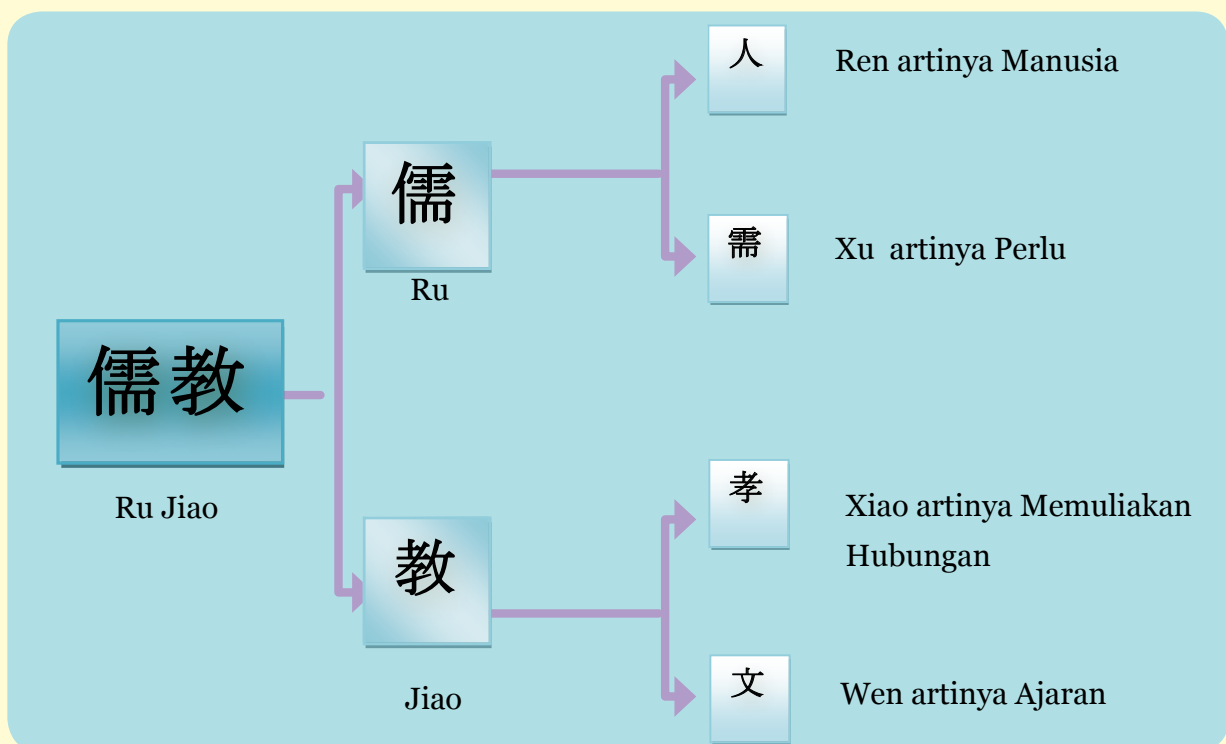 人
Ren artinya Manusia
儒
Ru
需
Xu artinya Perlu
儒教
Ru Jiao
孝
Xiao artinya Memuliakan
Hubungan
教
Jiao
文
Wen artinya Ajaran